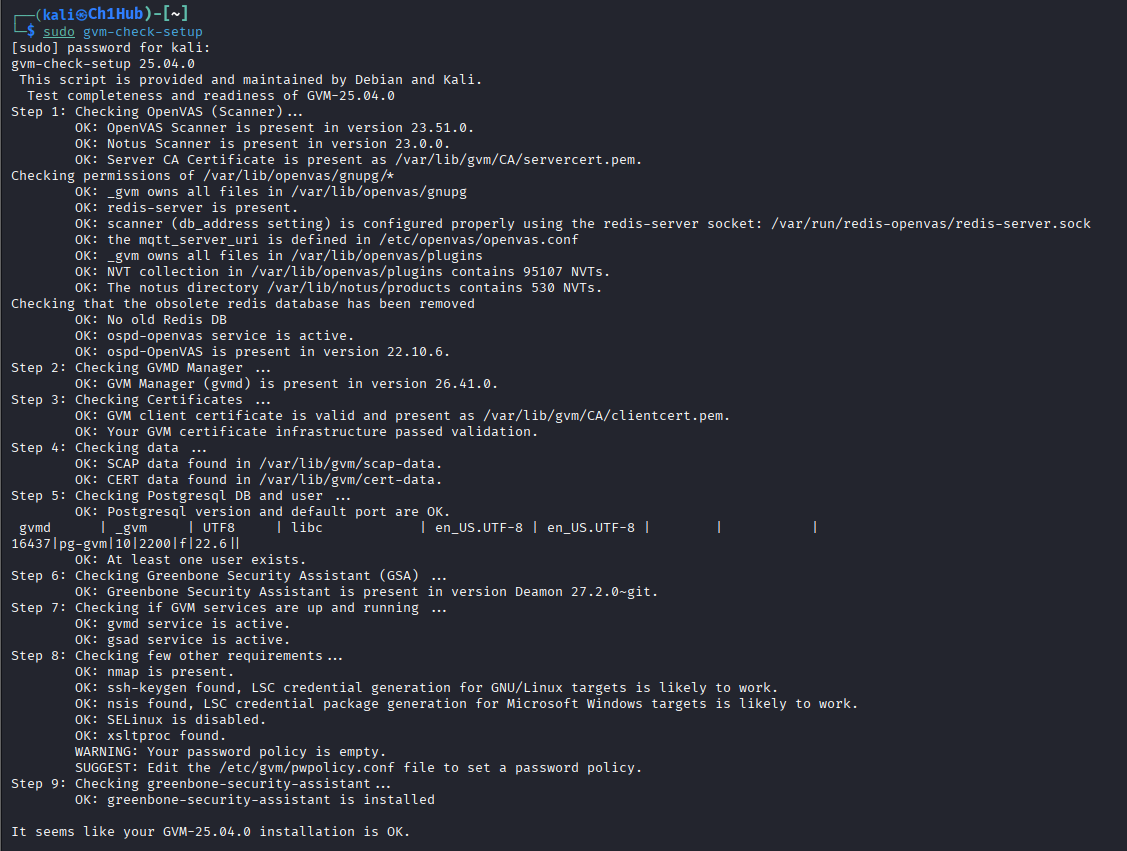 ┌──(kali㉿Ch1Hub)-[~]
└─$ sudo gvm-check-setup
[sudo] password for kali:
gvm-check-setup 25.04.0
 This script is provided and maintained by Debian and Kali.
  Test completeness and readiness of GVM-25.04.0
Step 1: Checking OpenVAS (Scanner)...
        OK: OpenVAS Scanner is present in version 23.51.0.
        OK: Notus Scanner is present in version 23.0.0.
        OK: Server CA Certificate is present as /var/lib/gvm/CA/servercert.pem.
Checking permissions of /var/lib/openvas/gnupg/*
        OK: _gvm owns all files in /var/lib/openvas/gnupg
        OK: redis-server is present.
        OK: scanner (db_address setting) is configured properly using the redis-server socket: /var/run/redis-openvas/redis-server.sock
        OK: the mqtt_server_uri is defined in /etc/openvas/openvas.conf
        OK: _gvm owns all files in /var/lib/openvas/plugins
        OK: NVT collection in /var/lib/openvas/plugins contains 95107 NVTs.
        OK: The notus directory /var/lib/notus/products contains 530 NVTs.
Checking that the obsolete redis database has been removed
        OK: No old Redis DB
        OK: ospd-openvas service is active.
        OK: ospd-OpenVAS is present in version 22.10.6.
Step 2: Checking GVMD Manager ...
        OK: GVM Manager (gvmd) is present in version 26.41.0.
Step 3: Checking Certificates ...
        OK: GVM client certificate is valid and present as /var/lib/gvm/CA/clientcert.pem.
        OK: Your GVM certificate infrastructure passed validation.
Step 4: Checking data ...
        OK: SCAP data found in /var/lib/gvm/scap-data.
        OK: CERT data found in /var/lib/gvm/cert-data.
Step 5: Checking Postgresql DB and user ...
        OK: Postgresql version and default port are OK.
 gvmd      | _gvm     | UTF8     | libc            | en_US.UTF-8 | en_US.UTF-8 |        |           |
16437|pg-gvm|10|2200|f|22.6||
        OK: At least one user exists.
Step 6: Checking Greenbone Security Assistant (GSA) ...
        OK: Greenbone Security Assistant is present in version Deamon 27.2.0~git.
Step 7: Checking if GVM services are up and running ...
        OK: gvmd service is active.
        OK: gsad service is active.
Step 8: Checking few other requirements...
        OK: nmap is present.
        OK: ssh-keygen found, LSC credential generation for GNU/Linux targets is likely to work.
        OK: nsis found, LSC credential package generation for Microsoft Windows targets is likely to work.
        OK: SELinux is disabled.
        OK: xsltproc found.
        WARNING: Your password policy is empty.
        SUGGEST: Edit the /etc/gvm/pwpolicy.conf file to set a password policy.
Step 9: Checking greenbone-security-assistant...
        OK: greenbone-security-assistant is installed

It seems like your GVM-25.04.0 installation is OK.